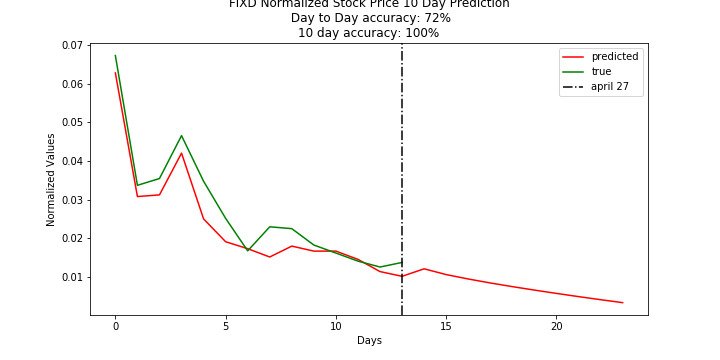 FIXD Normalized Stock Price 10 Day Prediction
Day to Day accuracy: 72%
10 day accuracy: 100%
predicted
true
april 27
Normalized Values
0.07
0.06
0.05
0.04
0.03
0.02
0.01
0 5 10 15 20
Days